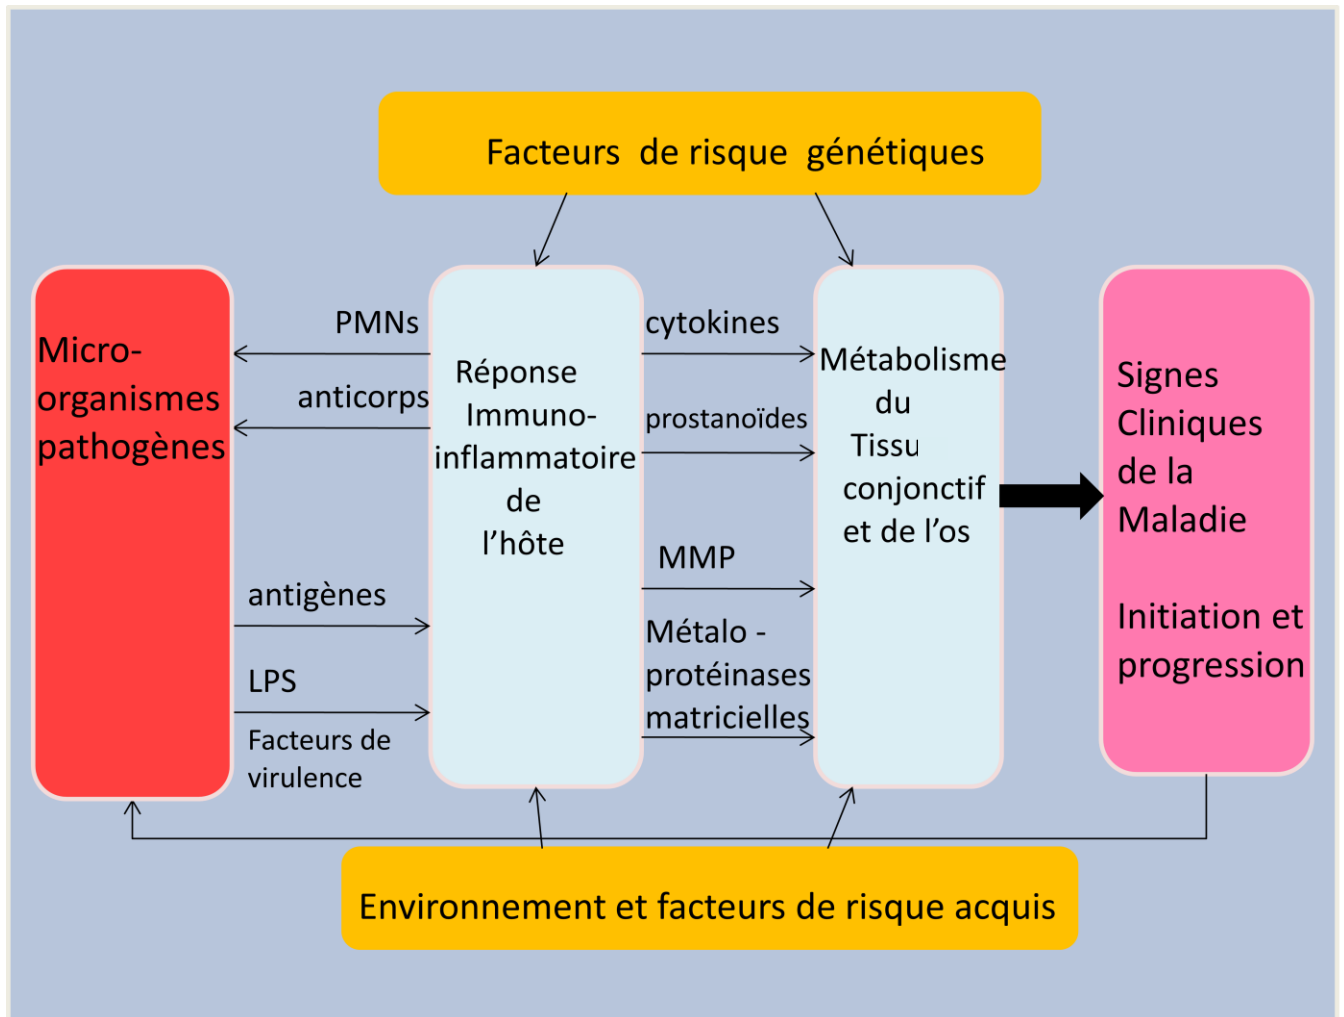 Facteurs de risque génétiques
Micro-
organismes
pathogènes
PMNs
anticorps
antigènes
LPS
Facteurs de
virulence
Réponse
Immuno-
inflammatoire
de
l’hôte
cytokines
prostanoïdes
MMP
Métalo -
protéinases
matricielles
Métabolisme
du
Tissu
conjonctif
et de l’os
Signes
Cliniques
de la
Maladie
Initiation et
progression
Environnement et facteurs de risque acquis